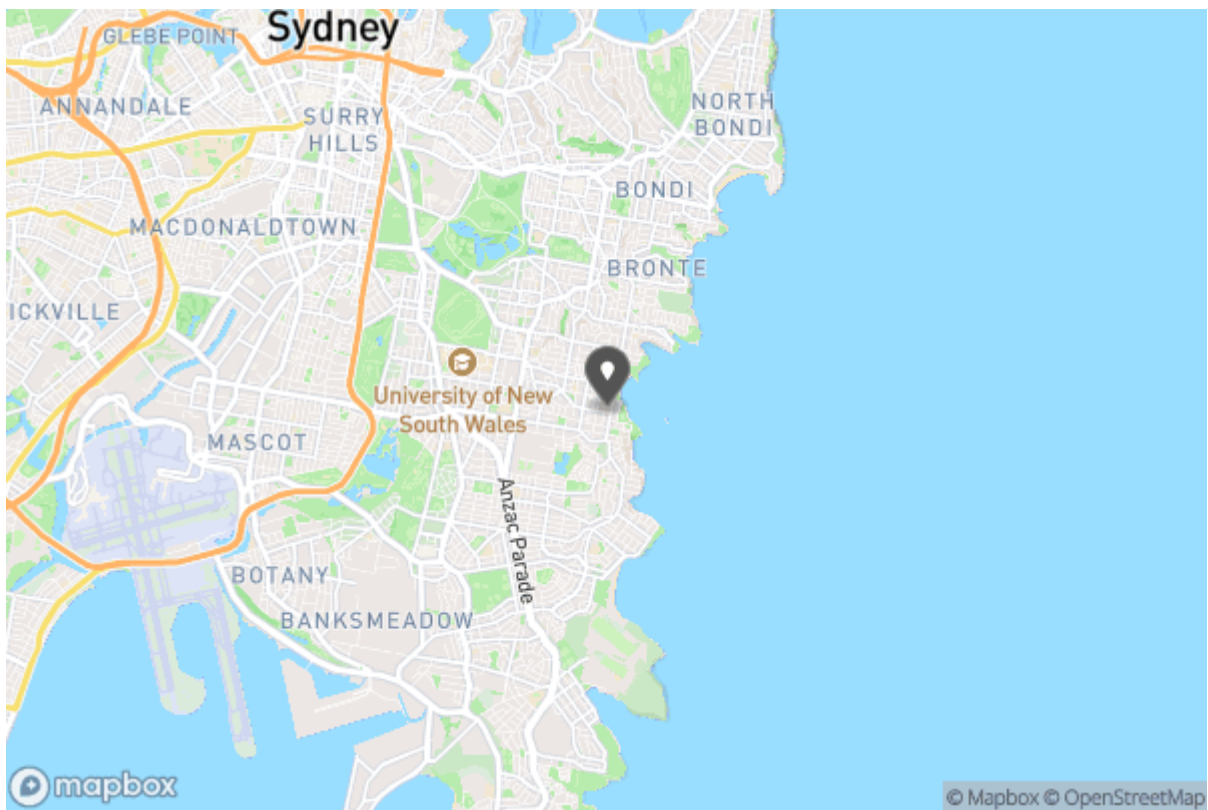 Sydney
GLEBE POINT
ANNANDALE
SURRY
HILLS
NORTH
BONDI
BONDI
MACDONALDTOWN
BRONTE
ICKVILLE
University of New
South Wales
MASCOT
Anzac Parade
BOTANY
BANKSMEADOW
mapbox
© Mapbox © OpenStreetMap